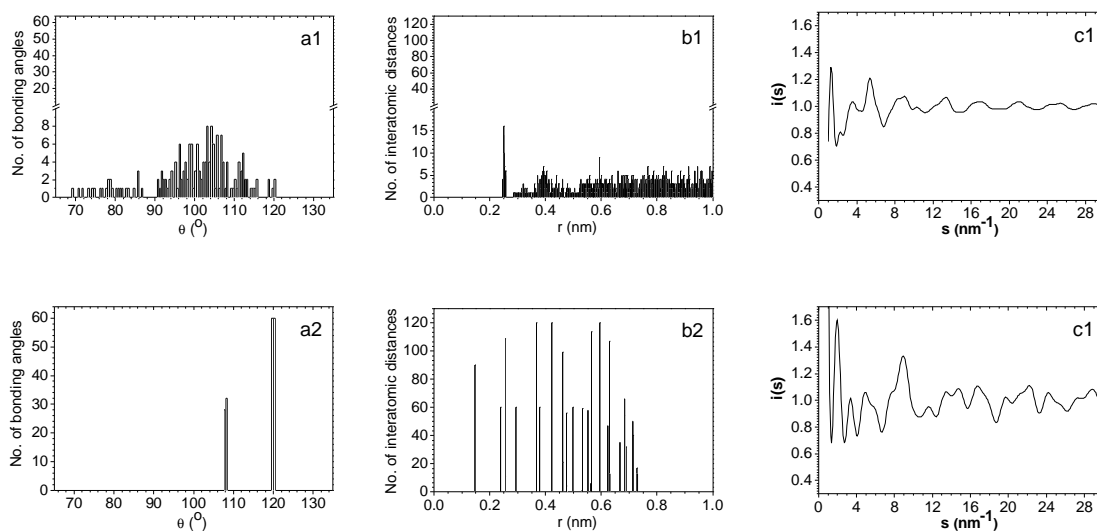 a1
No. of bonding angles
60
50
40
30
20
8
6
4
2
0
70 80 90 100 110 120 130
θ (o)
b1
No. of interatomic distances
120
100
80
60
40
20
15
10
5
0
0.0 0.2 0.4 0.6 0.8 1.0
r (nm)
c1
i(s)
1.6
1.4
1.2
1.0
0.8
0.6
0.4
0 4 8 12 16 20 24 28
s (nm-1)
a2
No. of bonding angles
60
50
40
30
20
10
0
70 80 90 100 110 120 130
θ (o)
b2
No. of interatomic distances
120
100
80
60
40
20
0
0.0 0.2 0.4 0.6 0.8 1.0
r (nm)
c1
i(s)
1.6
1.4
1.2
1.0
0.8
0.6
0.4
0 4 8 12 16 20 24 28
s (nm-1)